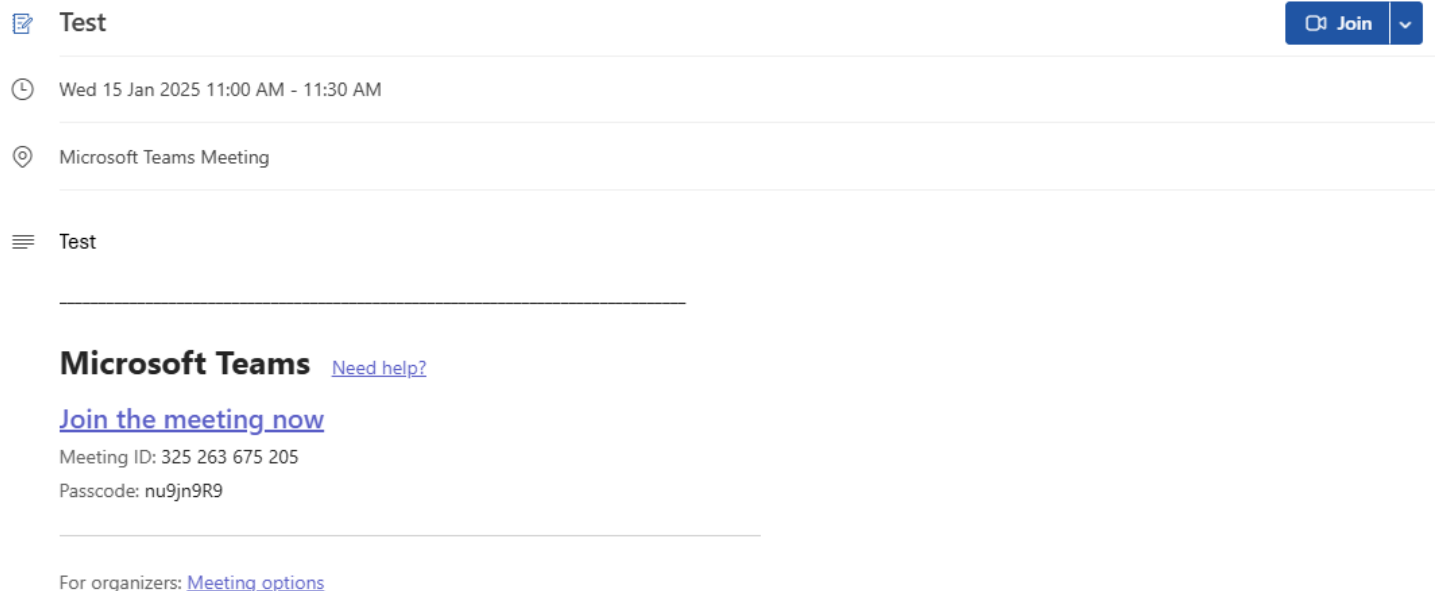 Test
Join
Wed 15 Jan 2025 11:00 AM - 11:30 AM
Microsoft Teams Meeting
Test
________________________________________________________________________________
Microsoft Teams Need help?
Join the meeting now
Meeting ID: 325 263 675 205
Passcode: nu9jn9R9
For organizers: Meeting options